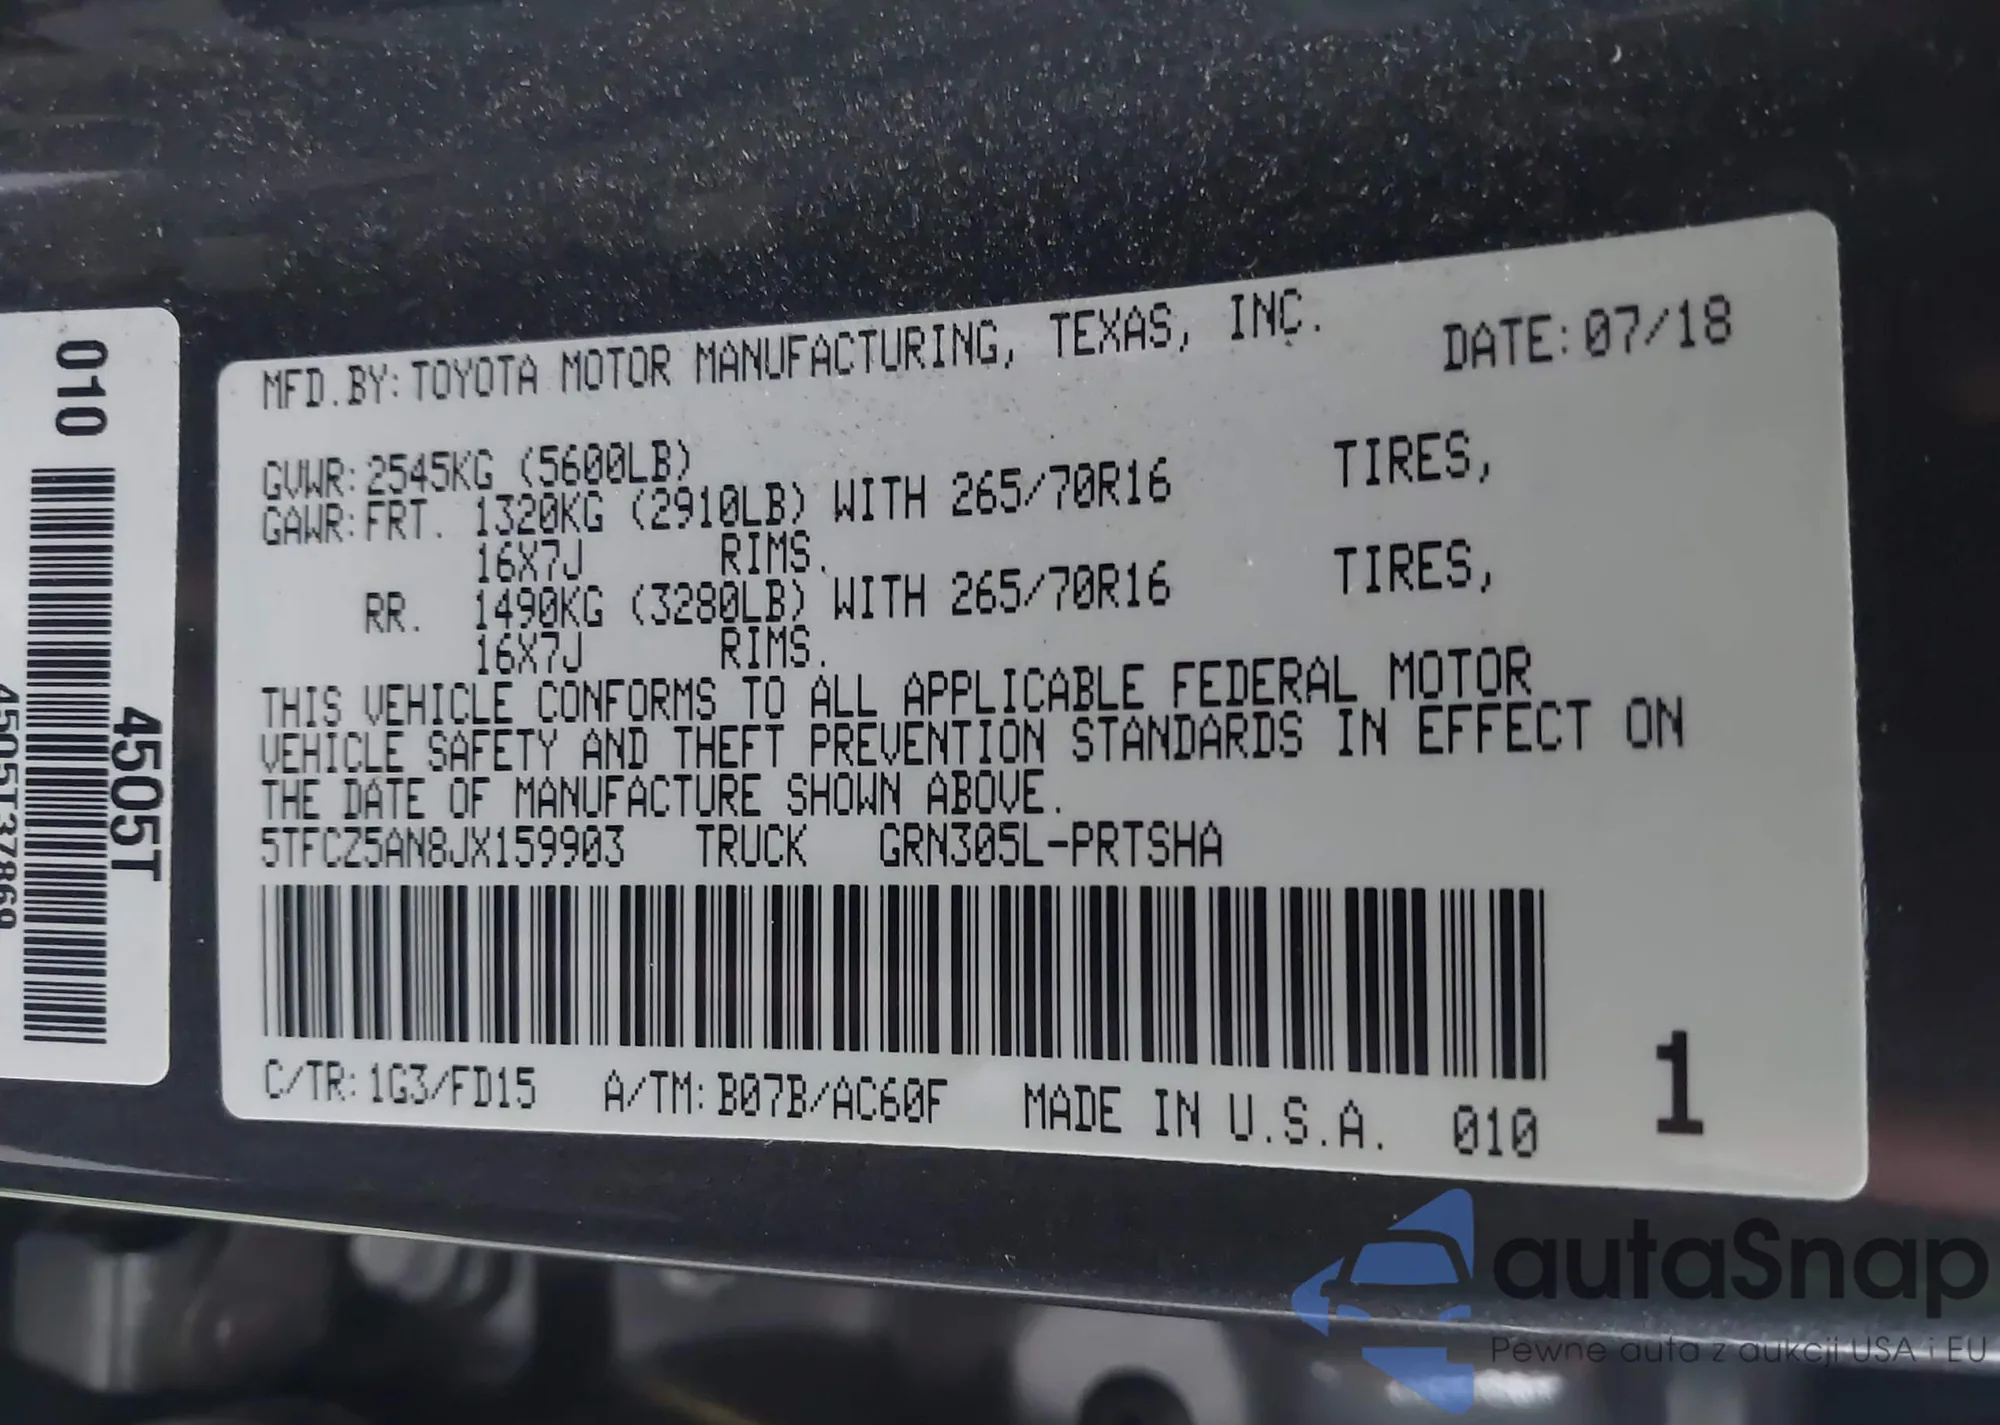 010
4505T
4505T37869
MFD.BY:TOYOTA MOTOR MANUFACTURING, TEXAS, INC. DATE:07/18
GVWR:2545KG (5600LB)
GAWR:FRT. 1320KG (2910LB) WITH 265/70R16 TIRES,
16X7J RIMS.
RR. 1490KG (3280LB) WITH 265/70R16 TIRES,
16X7J RIMS.
THIS VEHICLE CONFORMS TO ALL APPLICABLE FEDERAL MOTOR
VEHICLE SAFETY AND THEFT PREVENTION STANDARDS IN EFFECT ON
THE DATE OF MANUFACTURE SHOWN ABOVE.
5TFCZ5AN8JX159903 TRUCK GRN305L-PRTSHA
C/TR:1G3/FD15 A/TM:B07B/AC60F MADE IN U.S.A. 010
1
autaSnap
Pewne auta z aukcji USA i EU